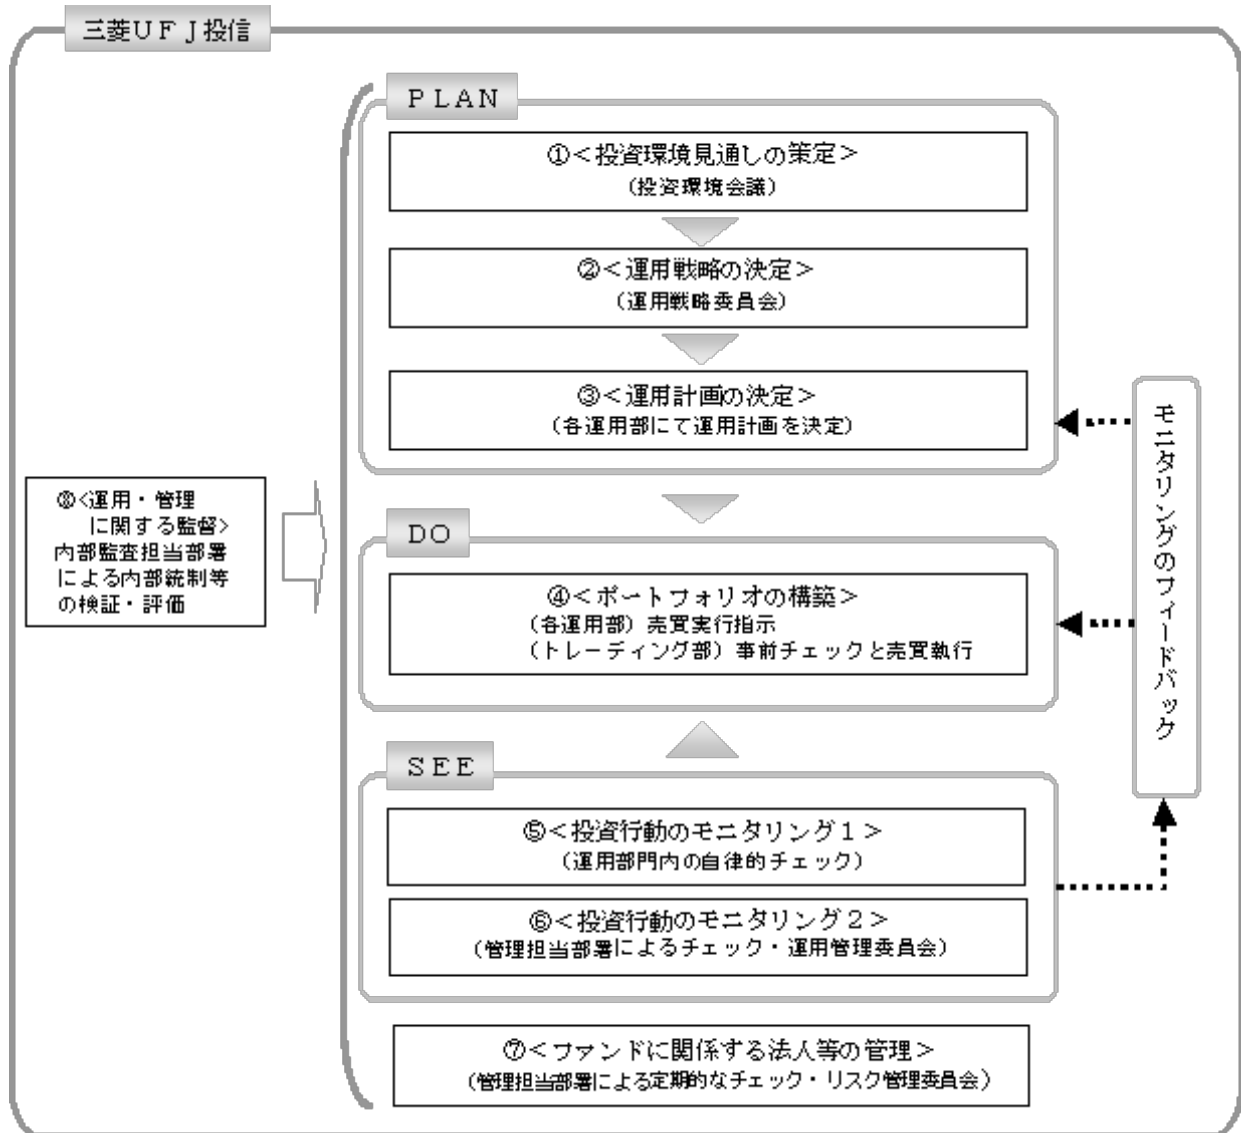 三菱ＵＦＪ投信
ＰＬＡＮ
①＜投資環境見通しの策定＞
（投資環境会議）
②＜運用戦略の決定＞
（運用戦略委員会）
③＜運用計画の決定＞
（各運用部にて運用計画を決定）
モニタリングのフィードバック
⑧<運用・管理
に関する監督>
内部監査担当部署
による内部統制等
の検証・評価
ＤＯ
④＜ポートフォリオの構築＞
（各運用部）売買実行指示
（トレーディング部）事前チェックと売買執行
ＳＥＥ
⑤＜投資行動のモニタリング１＞
（運用部門内の自律的チェック）
⑥＜投資行動のモニタリング２＞
（管理担当部署によるチェック・運用管理委員会）
⑦＜ファンドに関係する法人等の管理＞
（管理担当部署による定期的なチェック・リスク管理委員会）